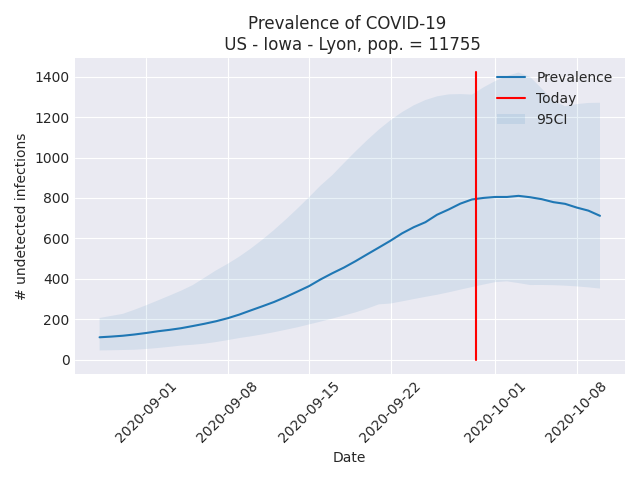 Prevalence of COVID-19
US - Iowa - Lyon, pop. = 11755
1400
1200
1000
800
600
400
200
0
# undetected infections
Prevalence
Today
95CI
2020-09-01
2020-09-08
2020-09-15
2020-09-22
2020-10-01
2020-10-08
Date